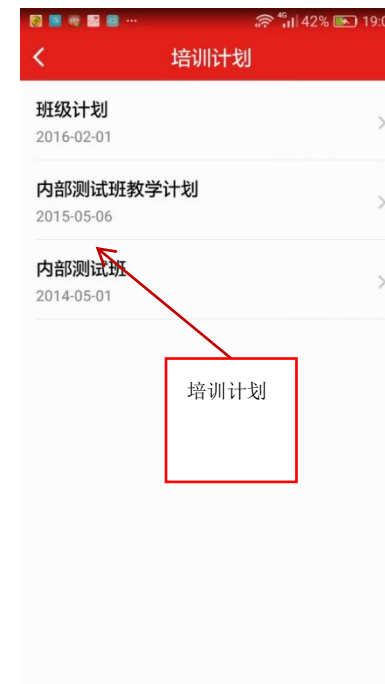 4G 42% 19:0
培训计划
班级计划
2016-02-01
内部测试班教学计划
2015-05-06
内部测试班
2014-05-01
培训计划